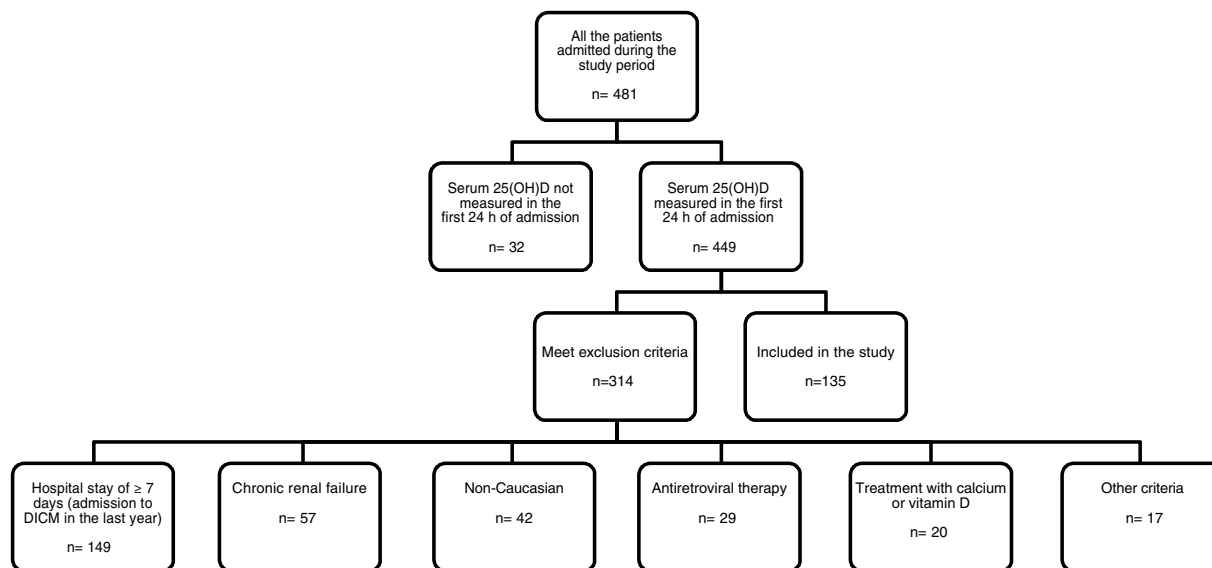 All the patients
admitted during the
study period
n= 481
Serum 25(OH)D not
measured in the
first 24 h of admission
n= 32
Serum 25(OH)D
measured in the first
24 h of admission
n= 449
Meet exclusion criteria
n=314
Included in the study
n=135
Hospital stay of ≥ 7
days (admission to
DICM in the last year)
n= 149
Chronic renal failure
n= 57
Non-Caucasian
n= 42
Antiretroviral therapy
n= 29
Treatment with calcium
or vitamin D
n= 20
Other criteria
n= 17